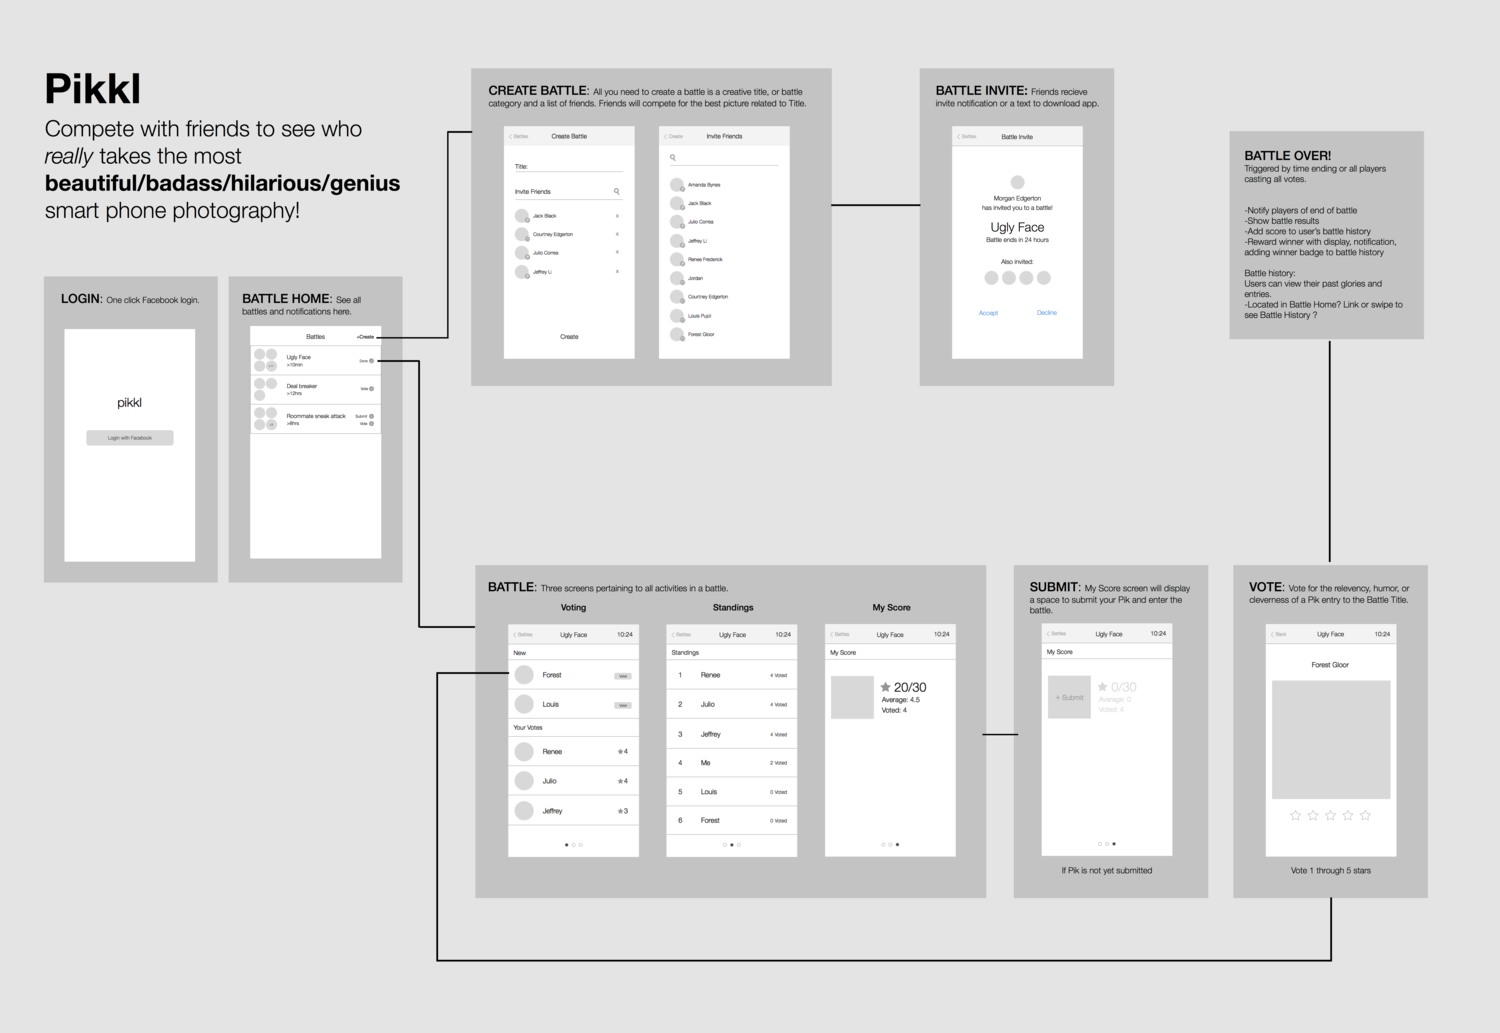 Pikkl
Compete with friends to see who
really takes the most
beautiful/badass/hilarious/genius
smart phone photography!
LOGIN: One click Facebook login.
pikkl
Login with Facebook
BATTLE HOME: See all
battles and notifications here.
Battles
+Create
Ugly Face
>10min
Deal breaker
>12hrs
Vote
Roommate sneak attack
>8hrs
Submit
Vote
CREATE BATTLE: All you need to create a battle is a creative title, or battle
category and a list of friends. Friends will compete for the best picture related to Title.
< Battles
Create Battle
Title:
Invite Friends
Jack Black x
Courtney Edgerton x
Julio Correa x
Jeffrey Li x
Create
< Create
Invite Friends
Amanda Bynes
Jack Black
Julio Correa
Jeffrey Li
Renee Frederick
Jordan
Courtney Edgerton
Louis Pujol
Forest Gloor
BATTLE INVITE: Friends recieve
invite notification or a text to download app.
< Battles
Battle Invite
Morgan Edgerton
has invited you to a battle!
Ugly Face
Battle ends in 24 hours
Also invited:
Accept
Decline
BATTLE OVER!
Triggered by time ending or all players
casting all votes.
-Notify players of end of battle
-Show battle results
-Add score to user's battle history
-Reward winner with display, notification,
adding winner badge to battle history
Battle history:
Users can view their past glories and
entries.
-Located in Battle Home? Link or swipe to
see Battle History ?
BATTLE: Three screens pertaining to all activities in a battle.
Voting
< Battles
Ugly Face
10:24
New
Forest
Vote
Louis
Vote
Your Votes
Renee ★4
Julio ★4
Jeffrey ★3
Standings
< Battles
Ugly Face
10:24
Standings
1 Renee 4 Voted
2 Julio 4 Voted
3 Jeffrey 4 Voted
4 Me 2 Voted
5 Louis 0 Voted
6 Forest 0 Voted
My Score
< Battles
Ugly Face
10:24
My Score
★ 20/30
Average: 4.5
Voted: 4
SUBMIT: My Score screen will display
a space to submit your Pik and enter the
battle.
< Battles
Ugly Face
10:24
My Score
+ Submit
★ 0/30
Average: 0
Voted: 4
If Pik is not yet submitted
VOTE: Vote for the relevency, humor, or
cleverness of a Pik entry to the Battle Title.
< Back
Ugly Face
10:24
Forest Gloor
Vote 1 through 5 stars